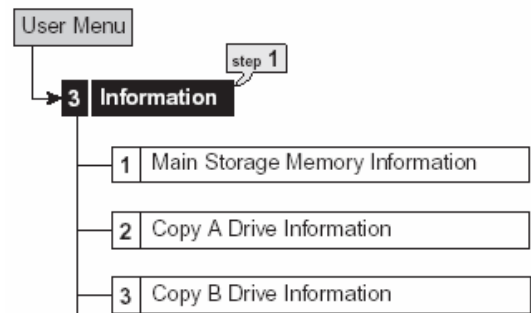 User Menu
step 1
3 Information
1 Main Storage Memory Information
2 Copy A Drive Information
3 Copy B Drive Information